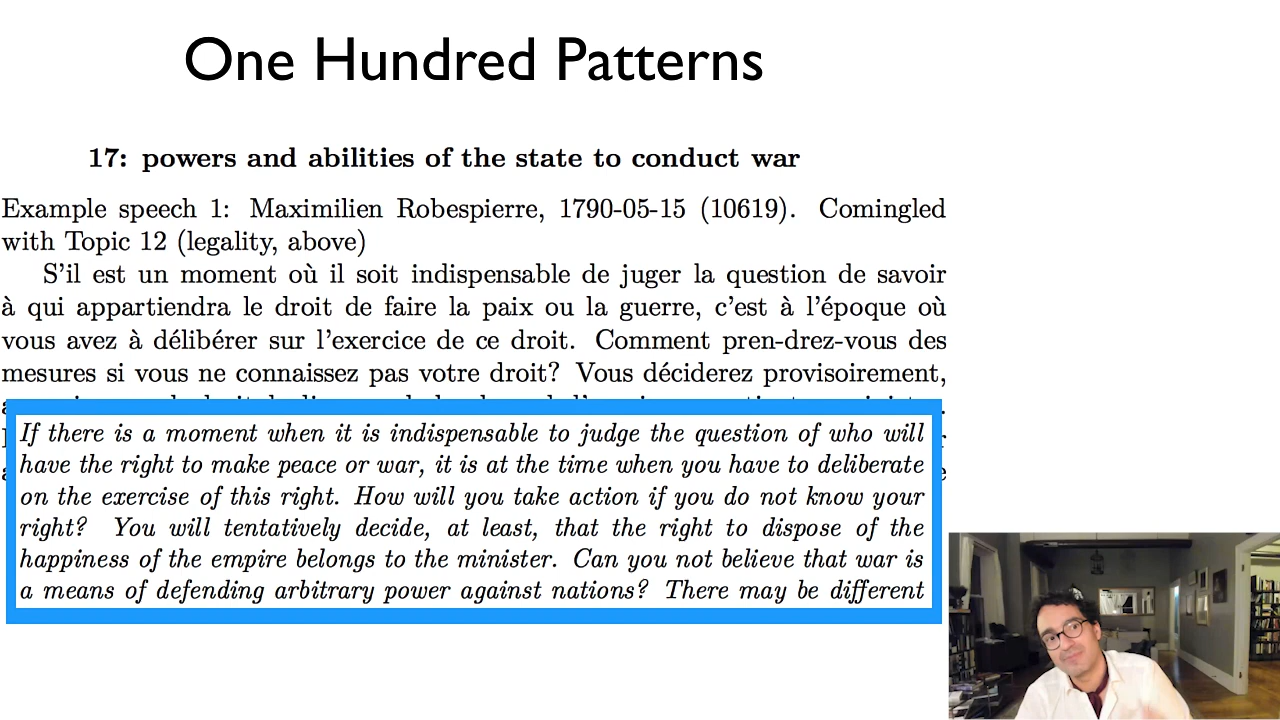 One Hundred Patterns
17: powers and abilities of the state to conduct war
Example speech 1: Maximilien Robespierre, 1790-05-15 (10619). Comingled
with Topic 12 (legality, above)
S'il est un moment où il soit indispensable de juger la question de savoir
à qui appartiendra le droit de faire la paix ou la guerre, c'est à l'époque où
vous avez à délibérer sur l'exercice de ce droit. Comment pren-drez-vous des
mesures si vous ne connaissez pas votre droit? Vous déciderez provisoirement,
If there is a moment when it is indispensable to judge the question of who will
have the right to make peace or war, it is at the time when you have to deliberate
on the exercise of this right. How will you take action if you do not know your
right? You will tentatively decide, at least, that the right to dispose of the
happiness of the empire belongs to the minister. Can you not believe that war is
a means of defending arbitrary power against nations? There may be different